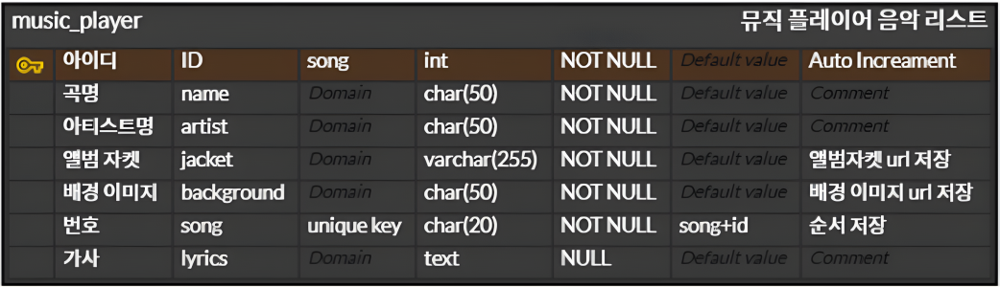 music_player 뮤직 플레이어 음악 리스트
아이디 ID song int NOT NULL Default value Auto Increament
곡명 name Domain char(50) NOT NULL Default value Comment
아티스트명 artist Domain char(50) NOT NULL Default value Comment
앨범 자켓 jacket Domain varchar(255) NOT NULL Default value 앨범자켓 url 저장
배경 이미지 background Domain char(50) NOT NULL Default value 배경 이미지 url 저장
번호 song unique key char(20) NOT NULL song+id 순서 저장
가사 lyrics Domain text NULL Default value Comment